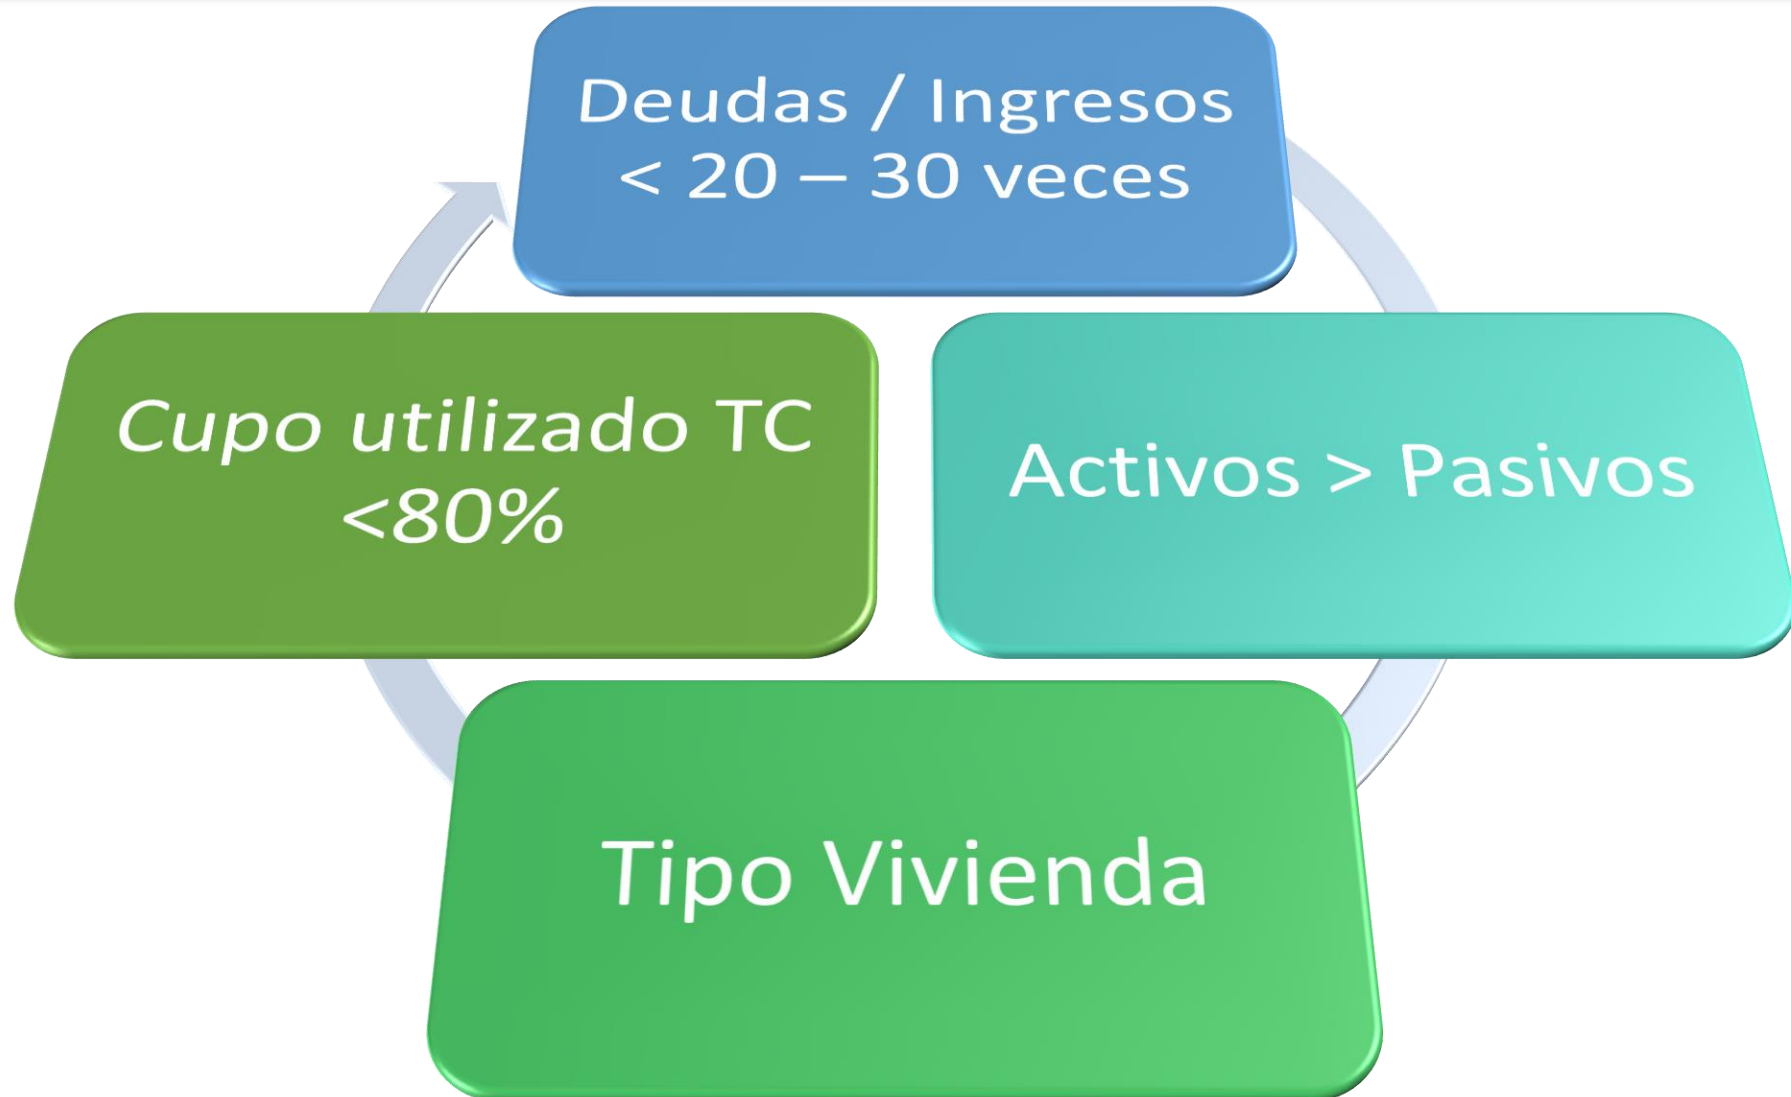 Deudas / Ingresos
< 20 – 30 veces
Cupo utilizado TC
<80%
Activos > Pasivos
Tipo Vivienda